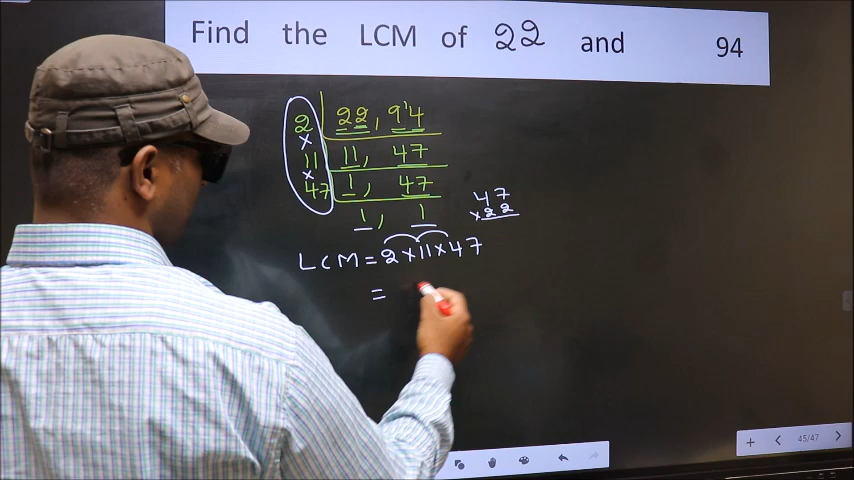 Find the LCM of 22 and 94
2 | 22, 9¹4
×
11 | 11, 47
×
47 | 1, 47
1, 1
47
×22
LCM = 2×11×47
=
45/47